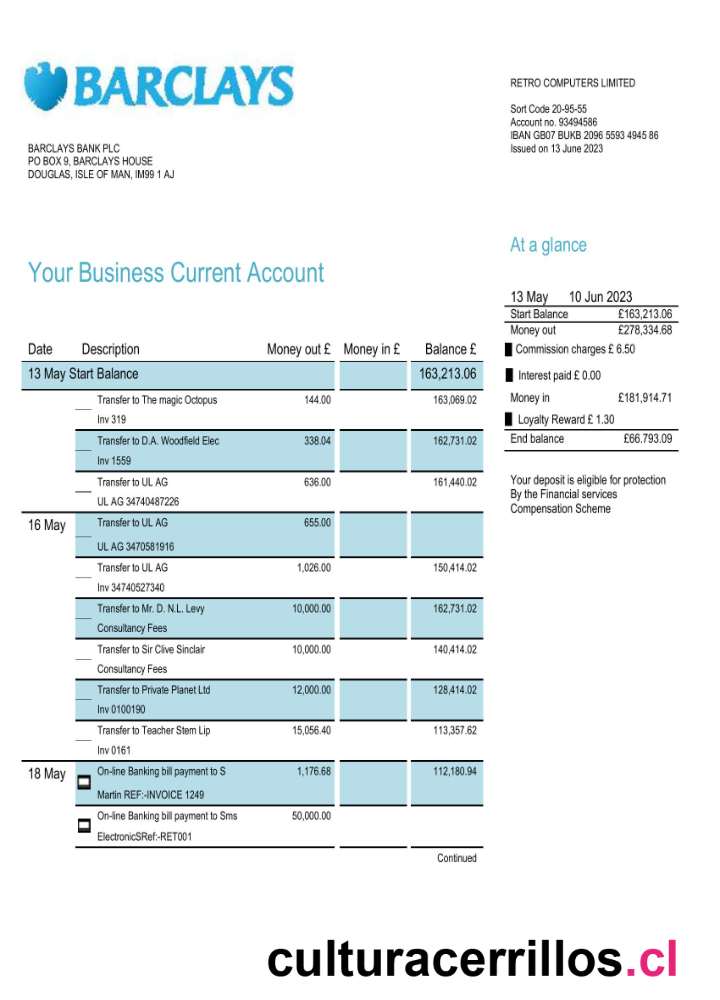 BARCLAYS
RETRO COMPUTERS LIMITED
Sort Code 20-95-55
Account no. 93494586
IBAN GB07 BUKB 2096 5593 4945 86
Issued on 13 June 2023
BARCLAYS BANK PLC
PO BOX 9, BARCLAYS HOUSE
DOUGLAS, ISLE OF MAN, IM99 1 AJ
At a glance
Your Business Current Account
13 May 10 Jun 2023
Start Balance £163,213.06
Money out £278,334.68
Commission charges £ 6.50
Interest paid £ 0.00
Money in £181,914.71
Loyalty Reward £ 1.30
End balance £66.793.09
Your deposit is eligible for protection
By the Financial services
Compensation Scheme
Date Description Money out £ Money in £ Balance £
13 May Start Balance 163,213.06
Transfer to The magic Octopus 144.00 163,069.02
Inv 319
Transfer to D.A. Woodfield Elec 338.04 162,731.02
Inv 1559
Transfer to UL AG 636.00 161,440.02
UL AG 34740487226
16 May Transfer to UL AG 655.00
UL AG 3470581916
Transfer to UL AG 1,026.00 150,414.02
Inv 34740527340
Transfer to Mr. D. N.L. Levy 10,000.00 162,731.02
Consultancy Fees
Transfer to Sir Clive Sinclair 10,000.00 140,414.02
Consultancy Fees
Transfer to Private Planet Ltd 12,000.00 128,414.02
Inv 0100190
Transfer to Teacher Stem Lip 15,056.40 113,357.62
Inv 0161
18 May On-line Banking bill payment to S 1,176.68 112,180.94
Martin REF:-INVOICE 1249
On-line Banking bill payment to Sms 50,000.00
ElectronicSRef:-RET001
Continued
culturacerrillos.cl